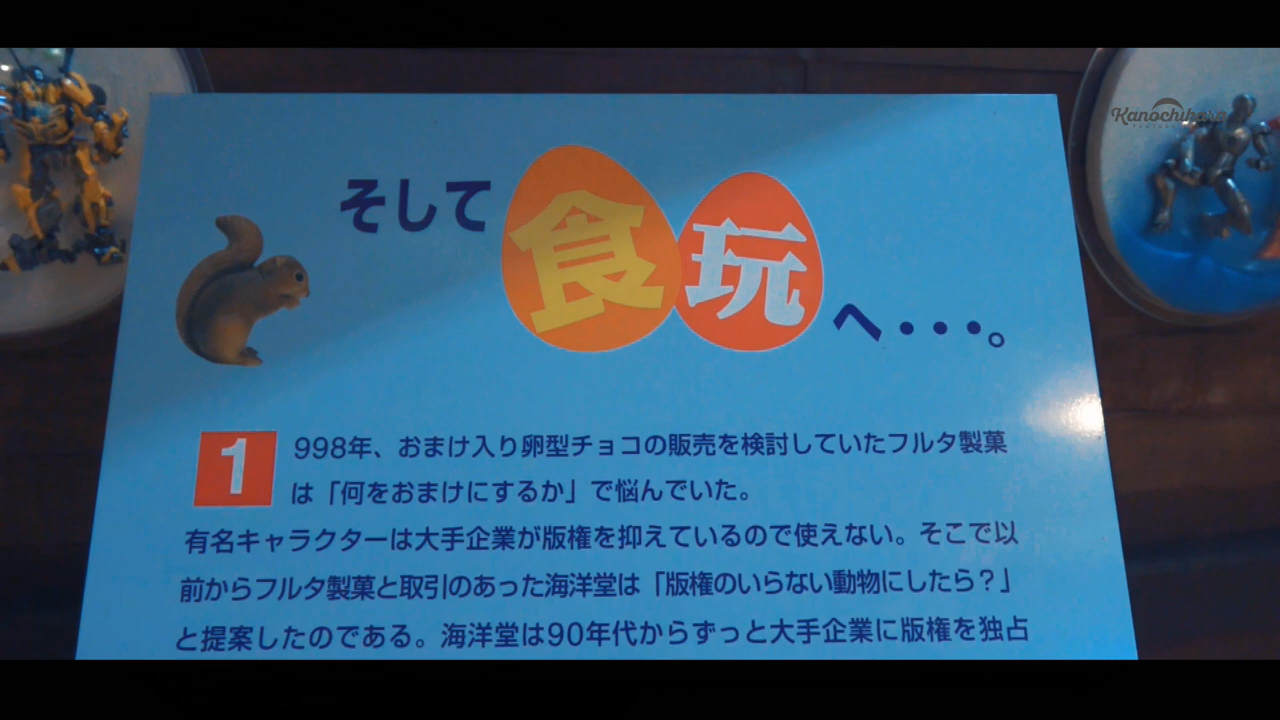 Kanochihara
そして食玩へ・・・。
1998年、おまけ入り卵型チョコの販売を検討していたフルタ製菓
は「何をおまけにするか」で悩んでいた。
有名キャラクターは大手企業が版権を抑えているので使えない。そこで以
前からフルタ製菓と取引のあった海洋堂は「版権のいらない動物にしたら？」
と提案したのである。海洋堂は90年代からずっと大手企業に版権を独占